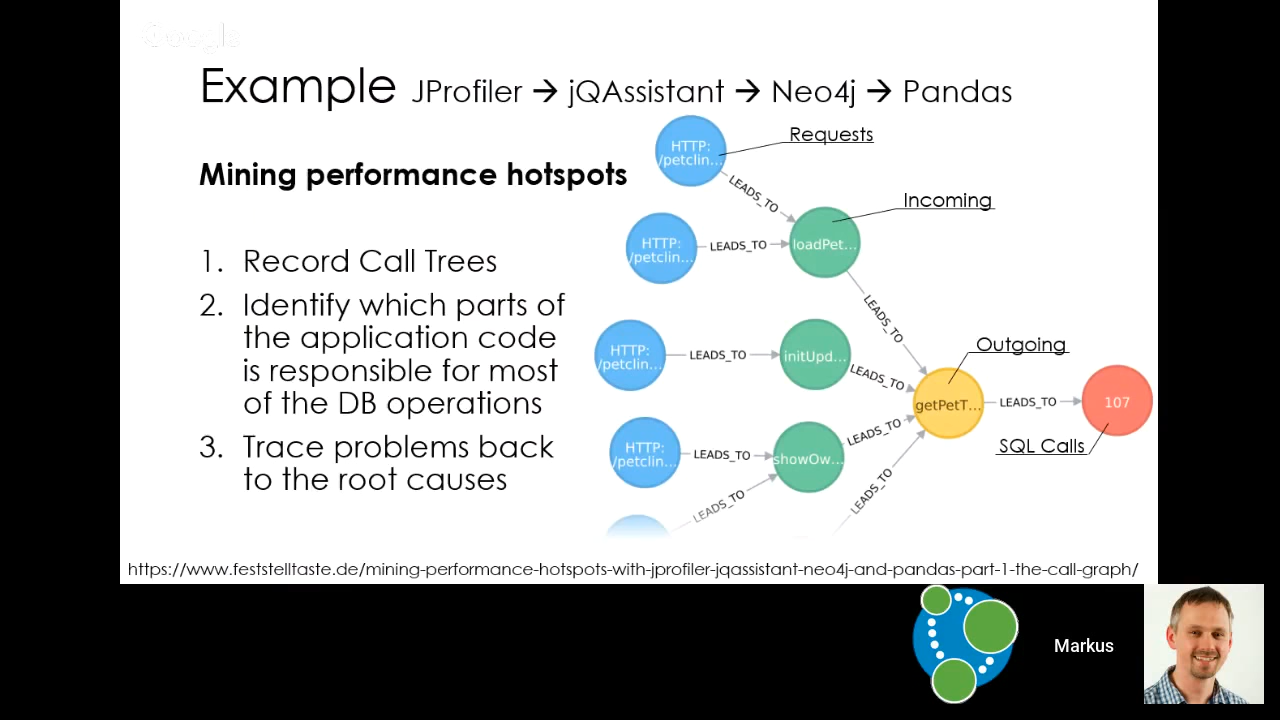 Google
Example JProfiler → jQAssistant → Neo4j → Pandas
Mining performance hotspots
1. Record Call Trees
2. Identify which parts of
the application code
is responsible for most
of the DB operations
3. Trace problems back
to the root causes
Requests
HTTP:
/petclin...
LEADS_TO
Incoming
HTTP:
/petclin...
LEADS_TO
loadPet...
LEADS_TO
HTTP:
/petclin...
LEADS_TO
initUpd...
LEADS_TO
Outgoing
getPetT...
LEADS_TO
107
SQL Calls
HTTP:
/petclin...
LEADS_TO
showOw...
LEADS_TO
LEADS_TO
LEADS_TO
https://www.feststelltaste.de/mining-performance-hotspots-with-jprofiler-jqassistant-neo4j-and-pandas-part-1-the-call-graph/
Markus